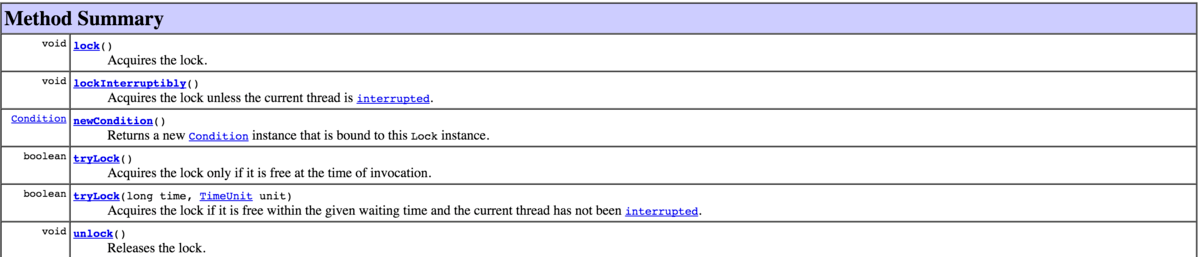 Method Summary
void lock()
Acquires the lock.
void lockInterruptibly()
Acquires the lock unless the current thread is interrupted.
Condition newCondition()
Returns a new Condition instance that is bound to this Lock instance.
boolean tryLock()
Acquires the lock only if it is free at the time of invocation.
boolean tryLock(long time, TimeUnit unit)
Acquires the lock if it is free within the given waiting time and the current thread has not been interrupted.
void unlock()
Releases the lock.